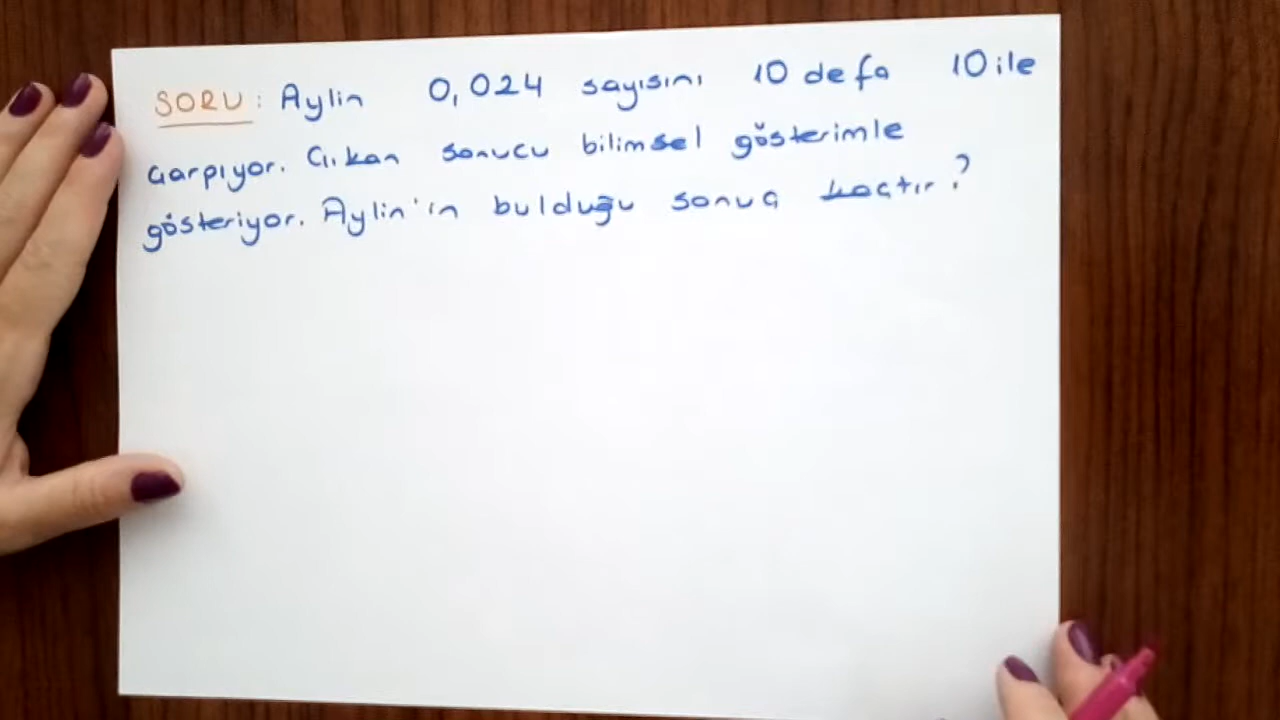 SORU: Aylin 0,024 sayısını 10 defa 10 ile
çarpıyor. Çıkan sonucu bilimsel gösterimle
gösteriyor. Aylin'in bulduğu sonuç kaçtır?